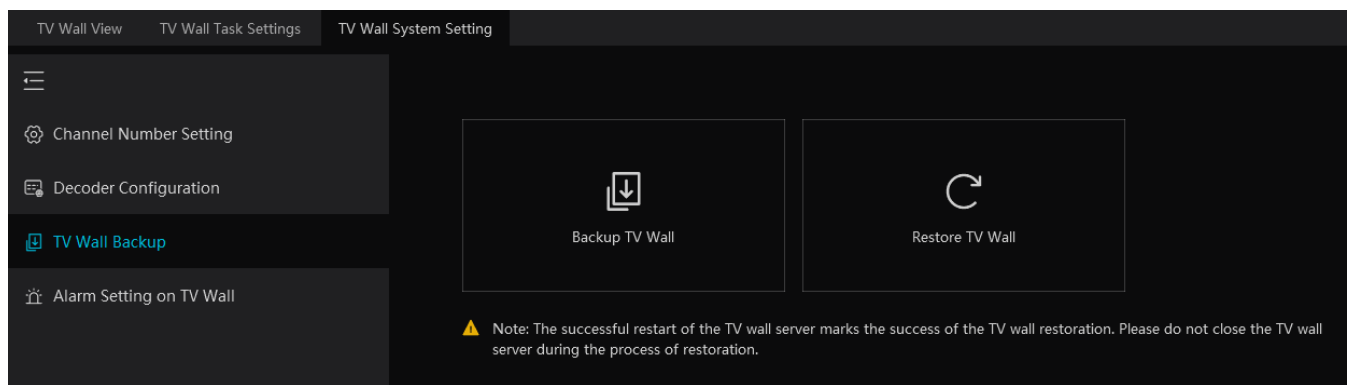 TV Wall View
TV Wall Task Settings
TV Wall System Setting
Channel Number Setting
Decoder Configuration
TV Wall Backup
Alarm Setting on TV Wall
Backup TV Wall
Restore TV Wall
Note: The successful restart of the TV wall server marks the success of the TV wall restoration. Please do not close the TV wall
server during the process of restoration.